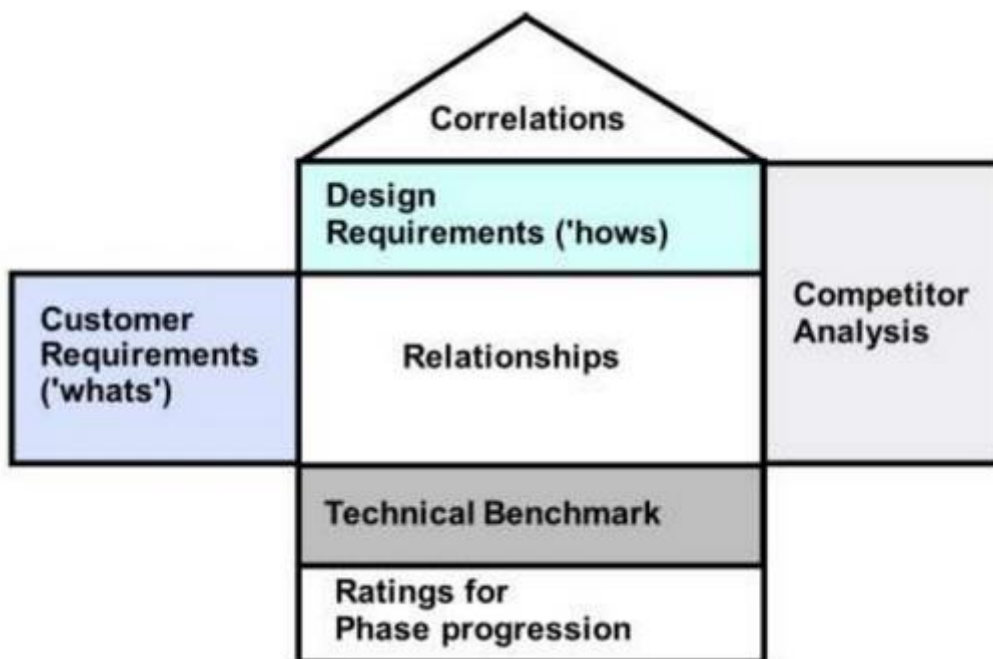 Correlations
Design
Requirements ('hows)
Customer
Requirements
('whats')
Relationships
Competitor
Analysis
Technical Benchmark
Ratings for
Phase progression